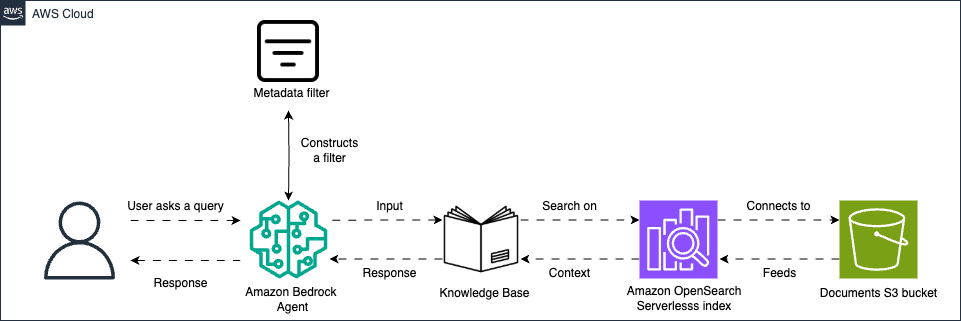 aws
AWS Cloud
Metadata filter
Constructs
a filter
User asks a query
Input
Search on
Connects to
Response
Response
Context
Feeds
Amazon Bedrock
Agent
Knowledge Base
Amazon OpenSearch
Serverlesss index
Documents S3 bucket